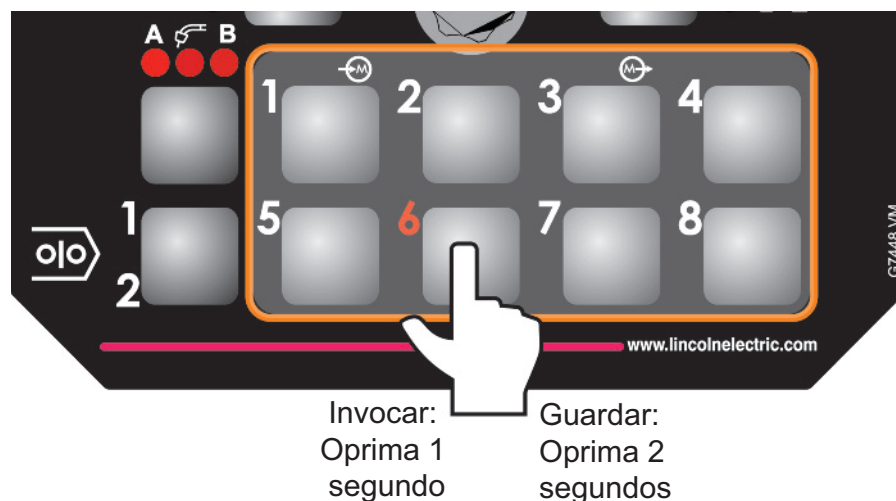 A B
M M
1 2 3 4
1 5 6 7 8
2
G7448 VM
www.lincolnelectric.com
Invocar:
Oprima 1
segundo
Guardar:
Oprima 2
segundos